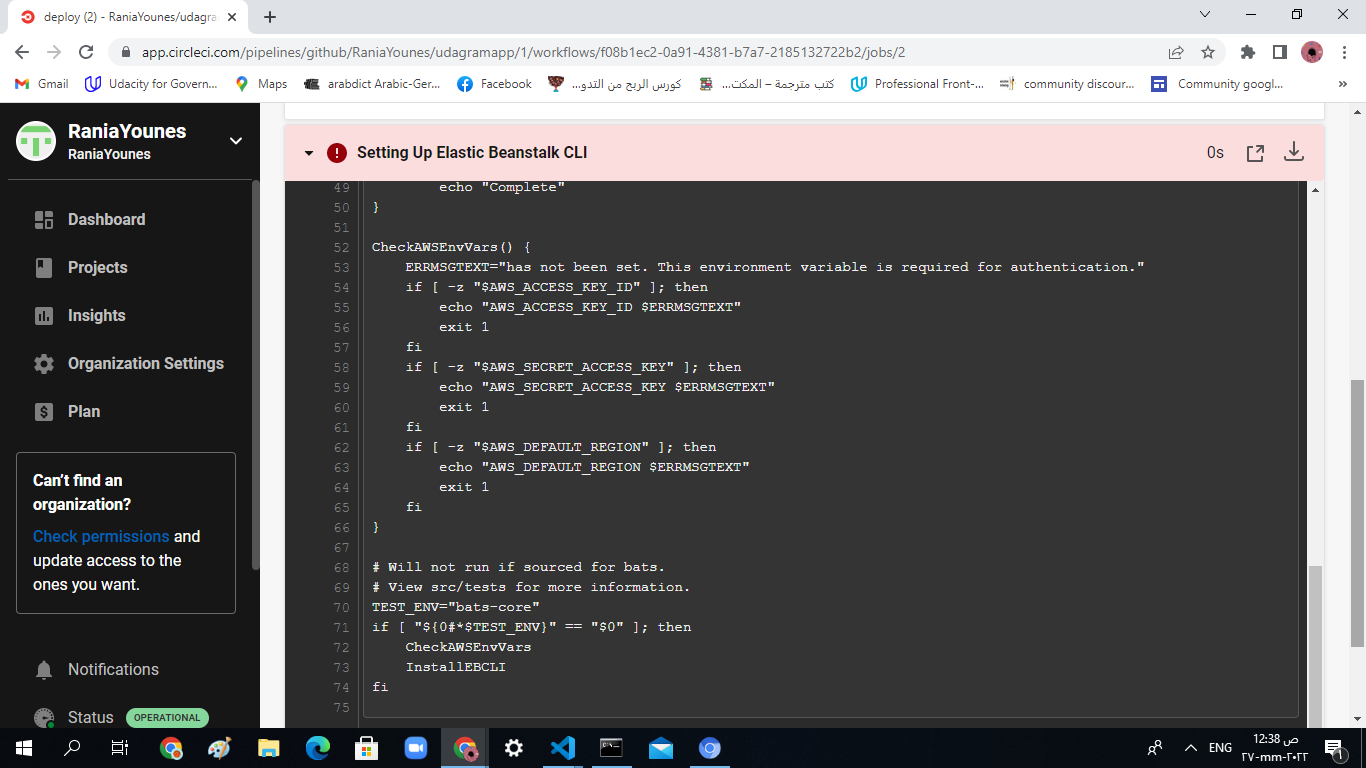 deploy (2) - RaniaYounes/udagra
app.circleci.com/pipelines/github/RaniaYounes/udagramapp/1/workflows/f08b1ec2-0a91-4381-b7a7-2185132722b2/jobs/2
Gmail
Udacity for Govern...
Maps
arabdict Arabic-Ger...
Facebook
كورس الربح من التدو...
كتب مترجمة – المكت...
Professional Front-...
community discour...
Community googl...
»
RaniaYounes
RaniaYounes
Dashboard
Projects
Insights
Organization Settings
Plan
Can't find an
organization?
Check permissions and
update access to the
ones you want.
Notifications
Status OPERATIONAL
Setting Up Elastic Beanstalk CLI 0s
49 echo "Complete"
50 }
51
52 CheckAWSEnvVars() {
53 ERRMSGTEXT="has not been set. This environment variable is required for authentication."
54 if [ -z "$AWS_ACCESS_KEY_ID" ]; then
55 echo "AWS_ACCESS_KEY_ID $ERRMSGTEXT"
56 exit 1
57 fi
58 if [ -z "$AWS_SECRET_ACCESS_KEY" ]; then
59 echo "AWS_SECRET_ACCESS_KEY $ERRMSGTEXT"
60 exit 1
61 fi
62 if [ -z "$AWS_DEFAULT_REGION" ]; then
63 echo "AWS_DEFAULT_REGION $ERRMSGTEXT"
64 exit 1
65 fi
66 }
67
68 # Will not run if sourced for bats.
69 # View src/tests for more information.
70 TEST_ENV="bats-core"
71 if [ "${0#*$TEST_ENV}" == "$0" ]; then
72 CheckAWSEnvVars
73 InstallEBCLI
74 fi
75
ENG
12:38 ص
٢٧-mm-٢٠٢٢
1